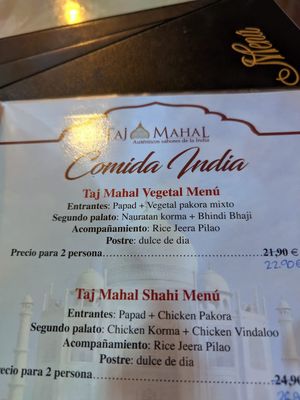 Menu
TAJ MAHAL
Auténticos sabores de la India
Comida India
Taj Mahal Vegetal Menú
Entrantes: Papad + Vegetal pakora mixto
Segundo palato: Nauratan korma + Bhindi Bhaji
Acompañamiento: Rice Jeera Pilao
Postre: dulce de dia
Precio para 2 persona 21,90 €
22.90 €
Taj Mahal Shahi Menú
Entrantes: Papad + Chicken Pakora
Segundo palato: Chicken Korma + Chicken Vindaloo
Acompañamiento: Rice Jeera Pilao
Postre: dulce de dia
recio para 2 persona 24,90